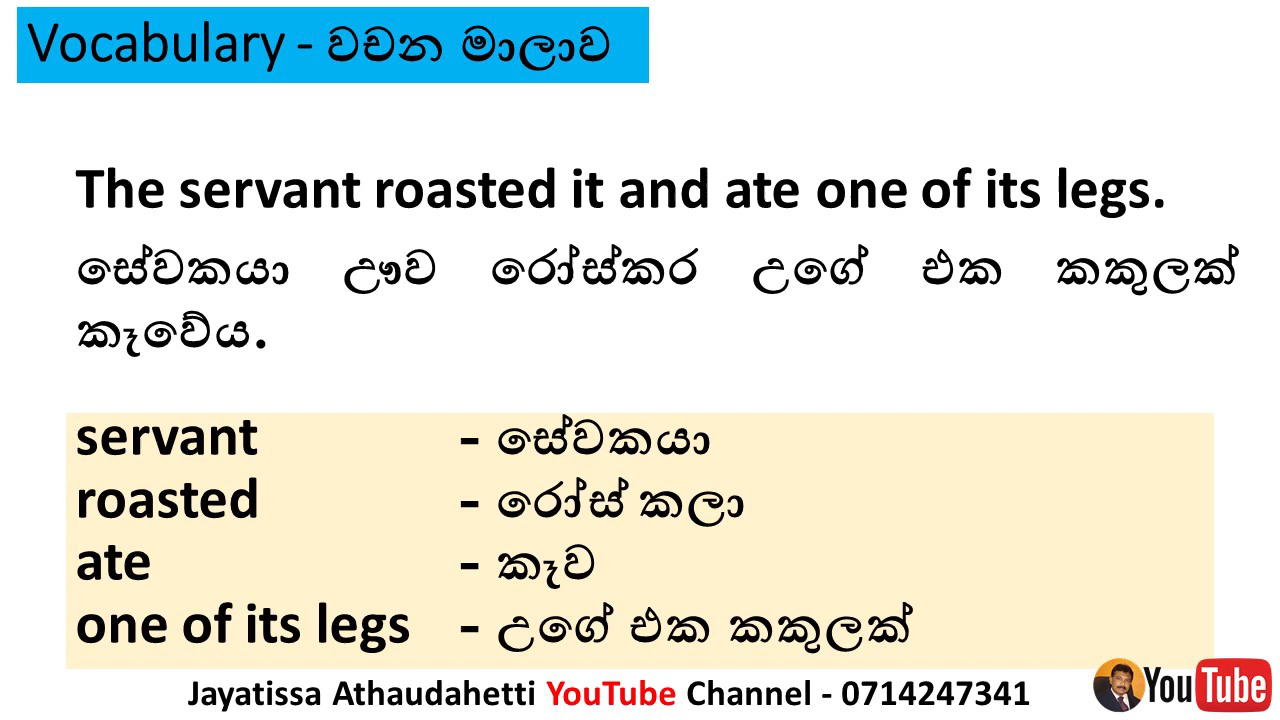 Vocabulary - වචන මාලාව
The servant roasted it and ate one of its legs.
සේවකයා ඌව රෝස්කර උගේ එක කකුලක්
කෑවේය.
servant - සේවකයා
roasted - රෝස් කලා
ate - කෑව
one of its legs - උගේ එක කකුලක්
Jayatissa Athaudahetti YouTube Channel - 0714247341
YouTube